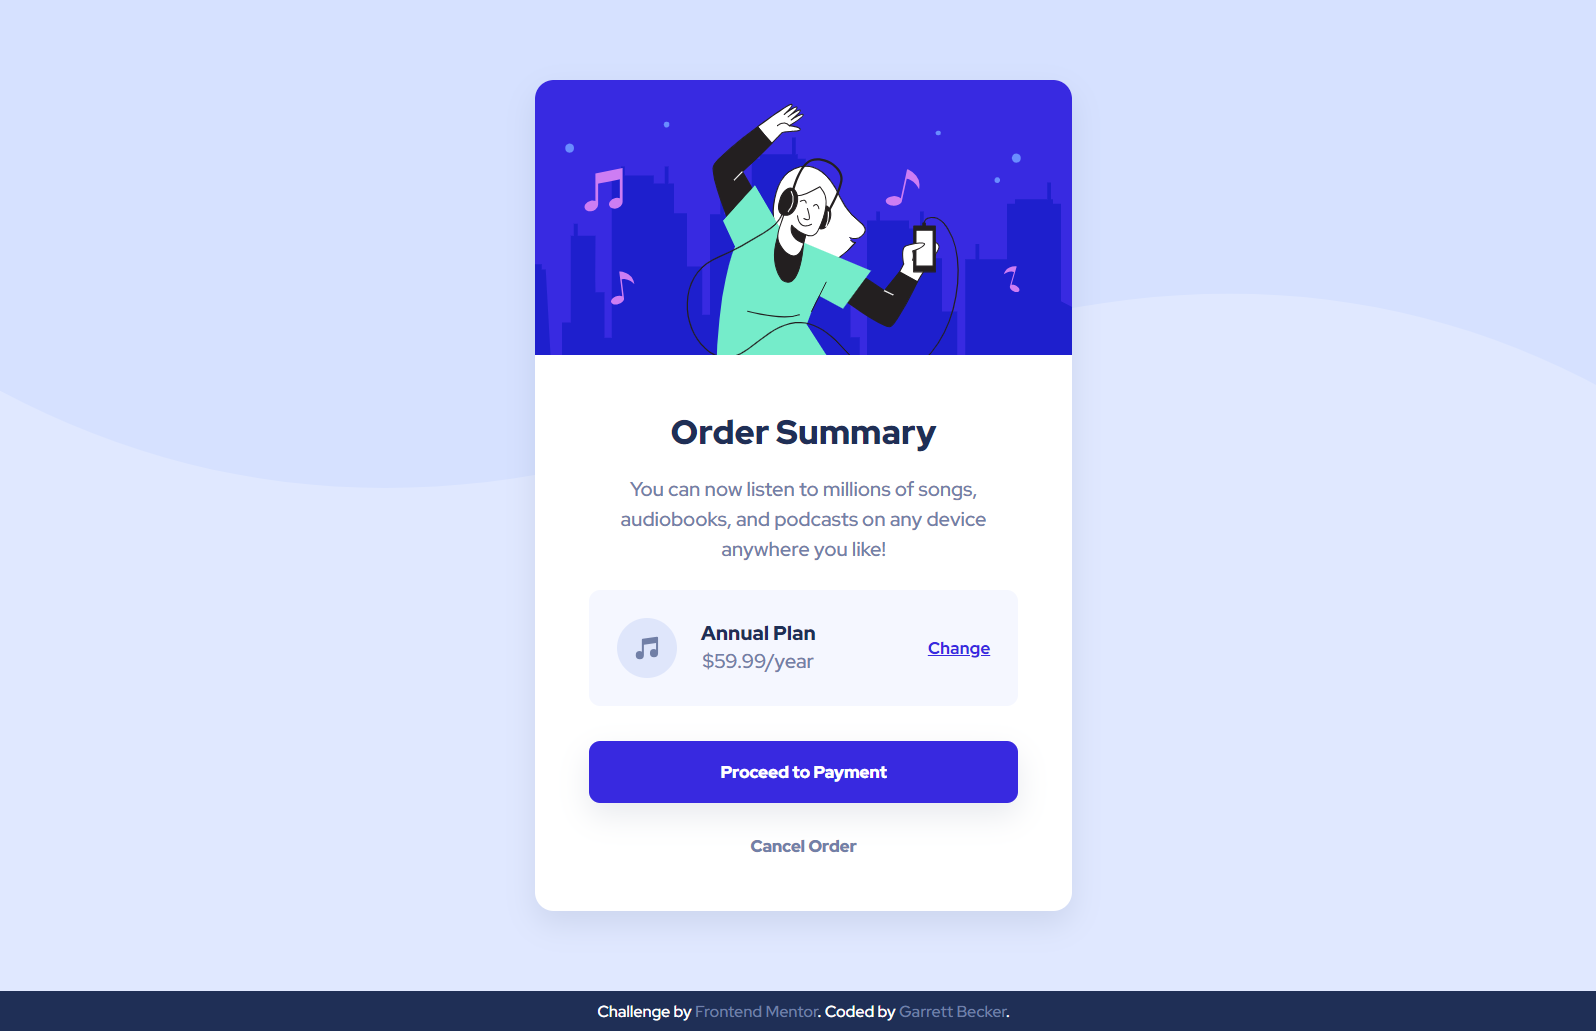 Order Summary
You can now listen to millions of songs,
audiobooks, and podcasts on any device
anywhere you like!
Annual Plan
$59.99/year
Change
Proceed to Payment
Cancel Order
Challenge by Frontend Mentor. Coded by Garrett Becker.